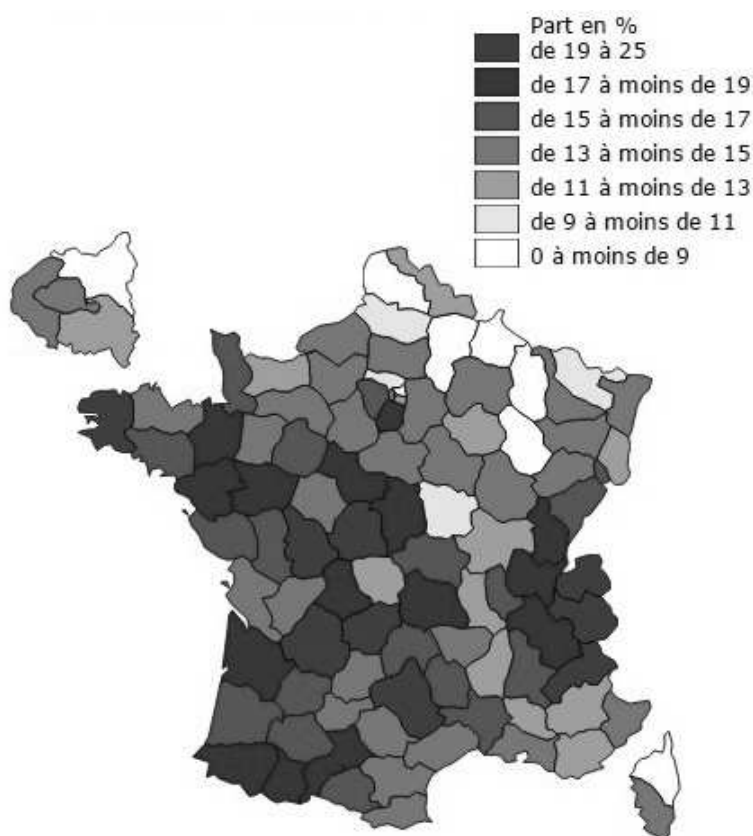 Part en %
de 19 à 25
de 17 à moins de 19
de 15 à moins de 17
de 13 à moins de 15
de 11 à moins de 13
de 9 à moins de 11
0 à moins de 9